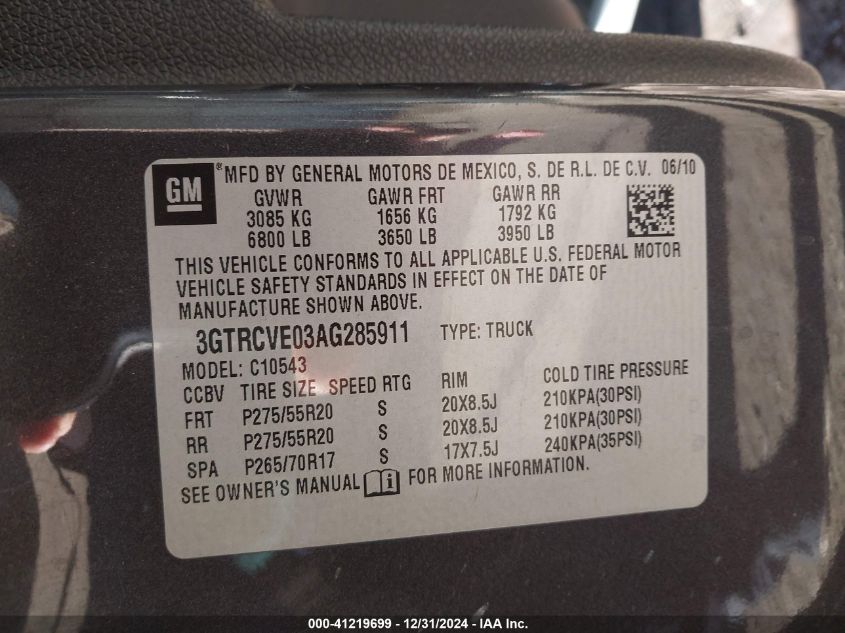 GM
® MFD BY GENERAL MOTORS DE MEXICO, S. DE R.L. DE C.V. 06/10
GVWR GAWR FRT GAWR RR
3085 KG 1656 KG 1792 KG
6800 LB 3650 LB 3950 LB
THIS VEHICLE CONFORMS TO ALL APPLICABLE U.S. FEDERAL MOTOR
VEHICLE SAFETY STANDARDS IN EFFECT ON THE DATE OF
MANUFACTURE SHOWN ABOVE.
3GTRCVE03AG285911 TYPE: TRUCK
MODEL: C10543
CCBV TIRE SIZE SPEED RTG RIM COLD TIRE PRESSURE
FRT P275/55R20 S 20X8.5J 210KPA(30PSI)
RR P275/55R20 S 20X8.5J 210KPA(30PSI)
SPA P265/70R17 S 17X7.5J 240KPA(35PSI)
SEE OWNER'S MANUAL i FOR MORE INFORMATION.
000-41219699 - 12/31/2024 - IAA Inc.